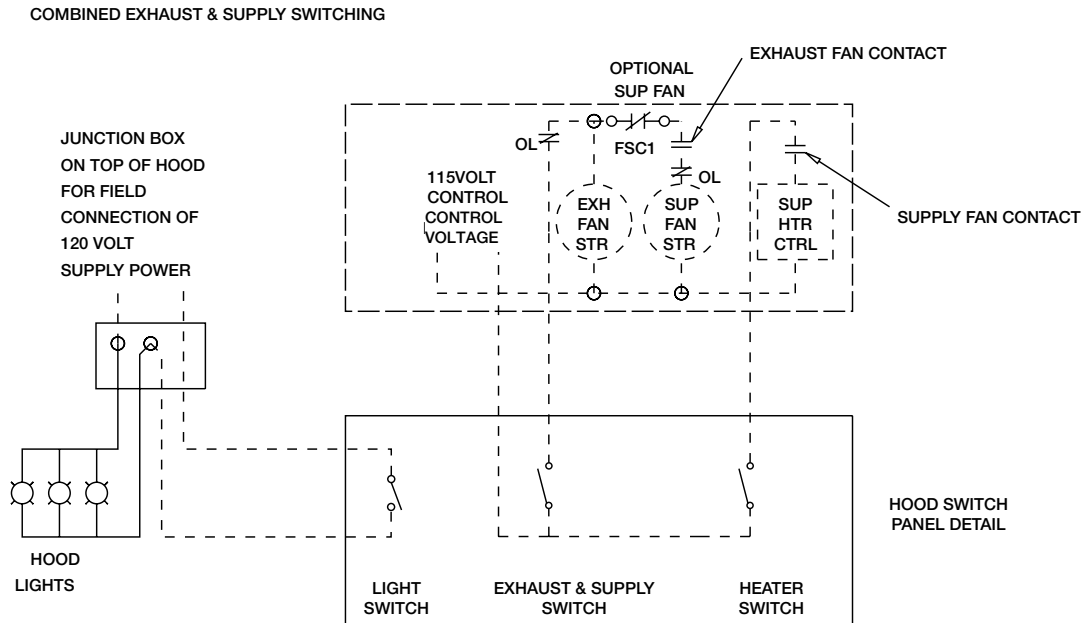 COMBINED EXHAUST & SUPPLY SWITCHING
EXHAUST FAN CONTACT
OPTIONAL
SUP FAN
JUNCTION BOX
ON TOP OF HOOD
FOR FIELD
CONNECTION OF
120 VOLT
SUPPLY POWER
OL
FSC1
OL
115VOLT
CONTROL
CONTROL
VOLTAGE
EXH
FAN
STR
SUP
FAN
STR
SUP
HTR
CTRL
SUPPLY FAN CONTACT
HOOD SWITCH
PANEL DETAIL
HOOD
LIGHTS
LIGHT
SWITCH
EXHAUST & SUPPLY
SWITCH
HEATER
SWITCH